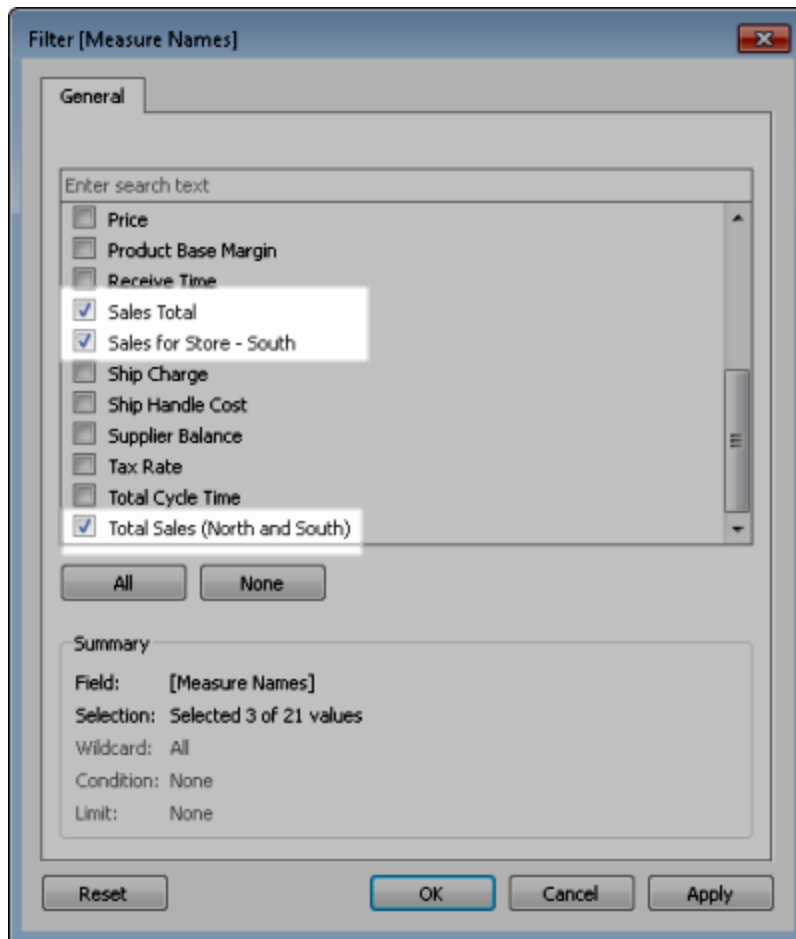 Filter [Measure Names]
General
Enter search text
Price
Product Base Margin
Receive Time
Sales Total
Sales for Store - South
Ship Charge
Ship Handle Cost
Supplier Balance
Tax Rate
Total Cycle Time
Total Sales (North and South)
All None
Summary
Field: [Measure Names]
Selection: Selected 3 of 21 values
Wildcard: All
Condition: None
Limit: None
Reset OK Cancel Apply